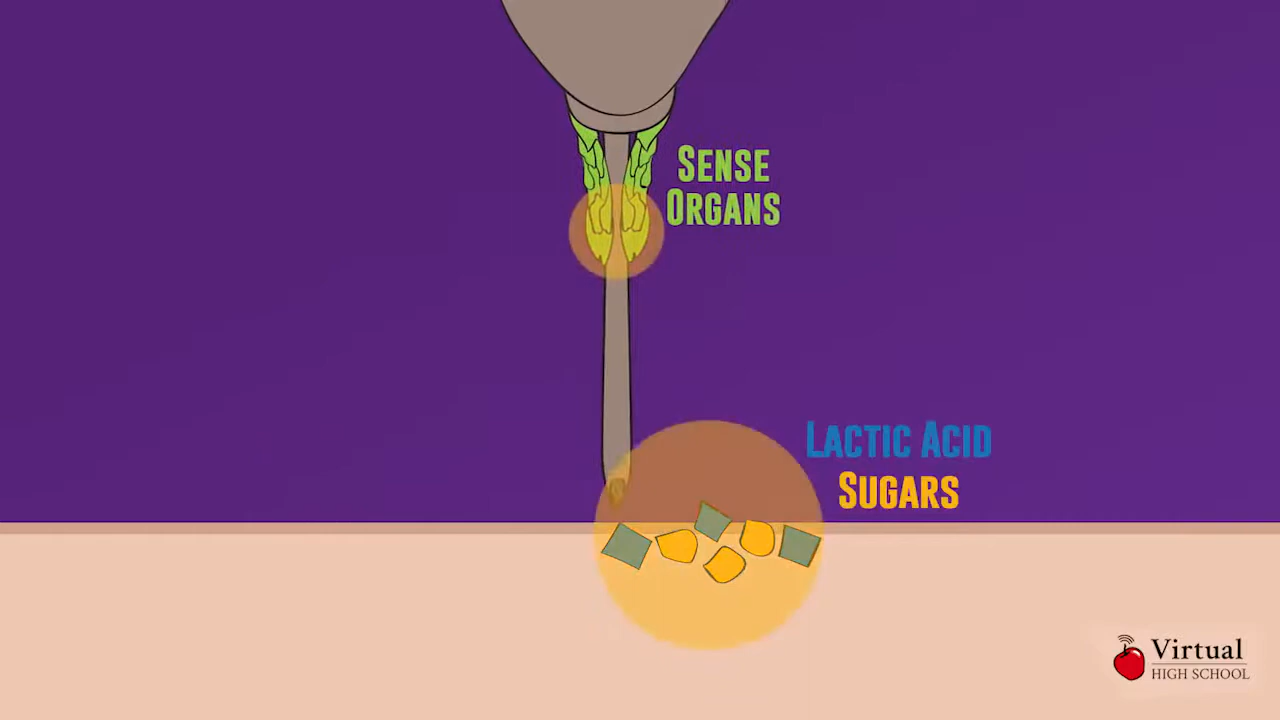 SENSE
ORGANS
LACTIC ACID
SUGARS
Virtual
HIGH SCHOOL